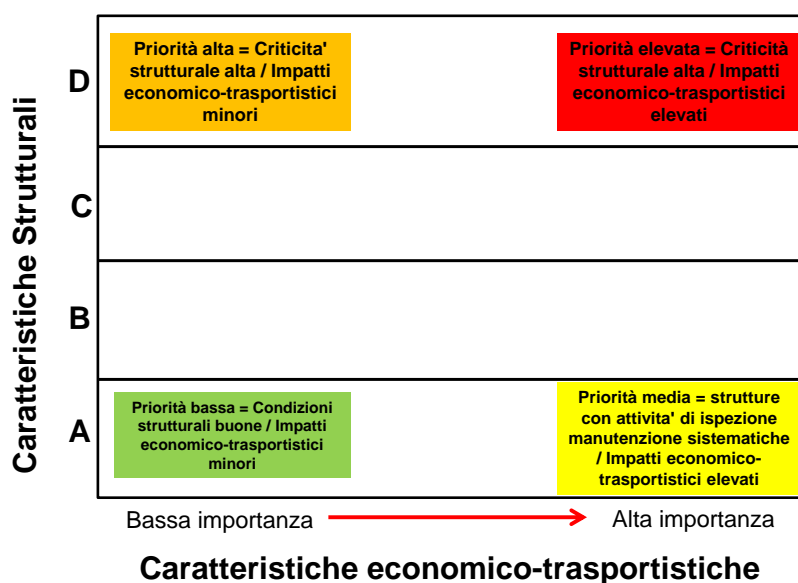 Caratteristiche Strutturali
D
Priorità alta = Criticita'
strutturale alta / Impatti
economico-trasportistici
minori
Priorità elevata = Criticità
strutturale alta / Impatti
economico-trasportistici
elevati
C
B
A
Priorità bassa = Condizioni
strutturali buone / Impatti
economico-trasportistici
minori
Priorità media = strutture
con attivita' di ispezione
manutenzione sistematiche
/ Impatti economico-
trasportistici elevati
Bassa importanza
Alta importanza
Caratteristiche economico-trasportistiche